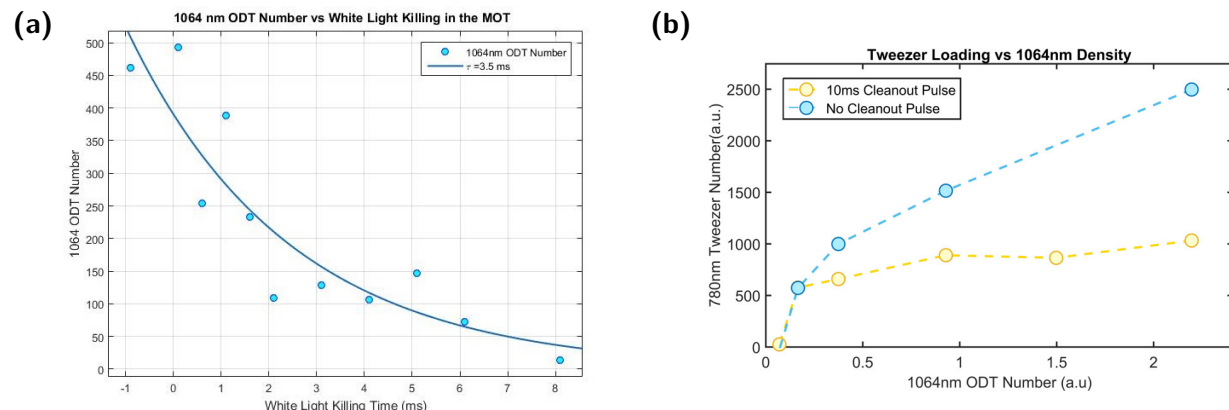 (a)
1064 nm ODT Number vs White Light Killing in the MOT
1064nm ODT Number
τ =3.5 ms
500
450
400
350
300
250
200
150
100
50
0
1064 ODT Number
-1 0 1 2 3 4 5 6 7 8
White Light Killing Time (ms)
(b)
Tweezer Loading vs 1064nm Density
10ms Cleanout Pulse
No Cleanout Pulse
2500
2000
1500
1000
500
0
780nm Tweezer Number(a.u.)
0 0.5 1 1.5 2
1064nm ODT Number (a.u)